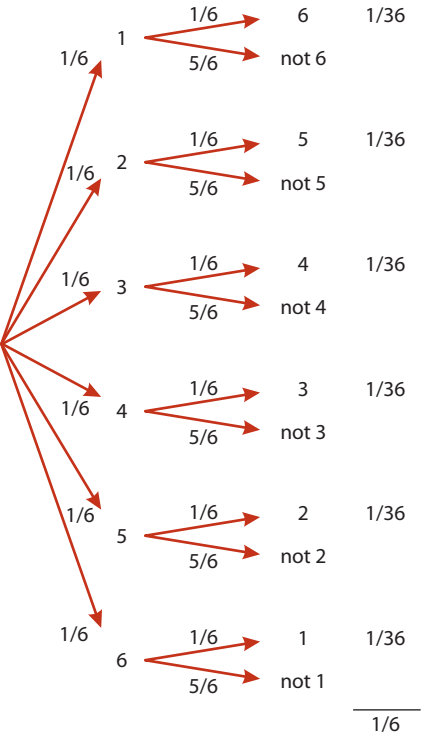 1/6 6 1/36
1
1/6 5/6 not 6
1/6 5 1/36
1/6 2
5/6 not 5
1/6 4 1/36
1/6 3
5/6 not 4
1/6 3 1/36
1/6 4
5/6 not 3
1/6 2 1/36
1/6 5
5/6 not 2
1/6 1 1/36
1/6 6
5/6 not 1
1/6